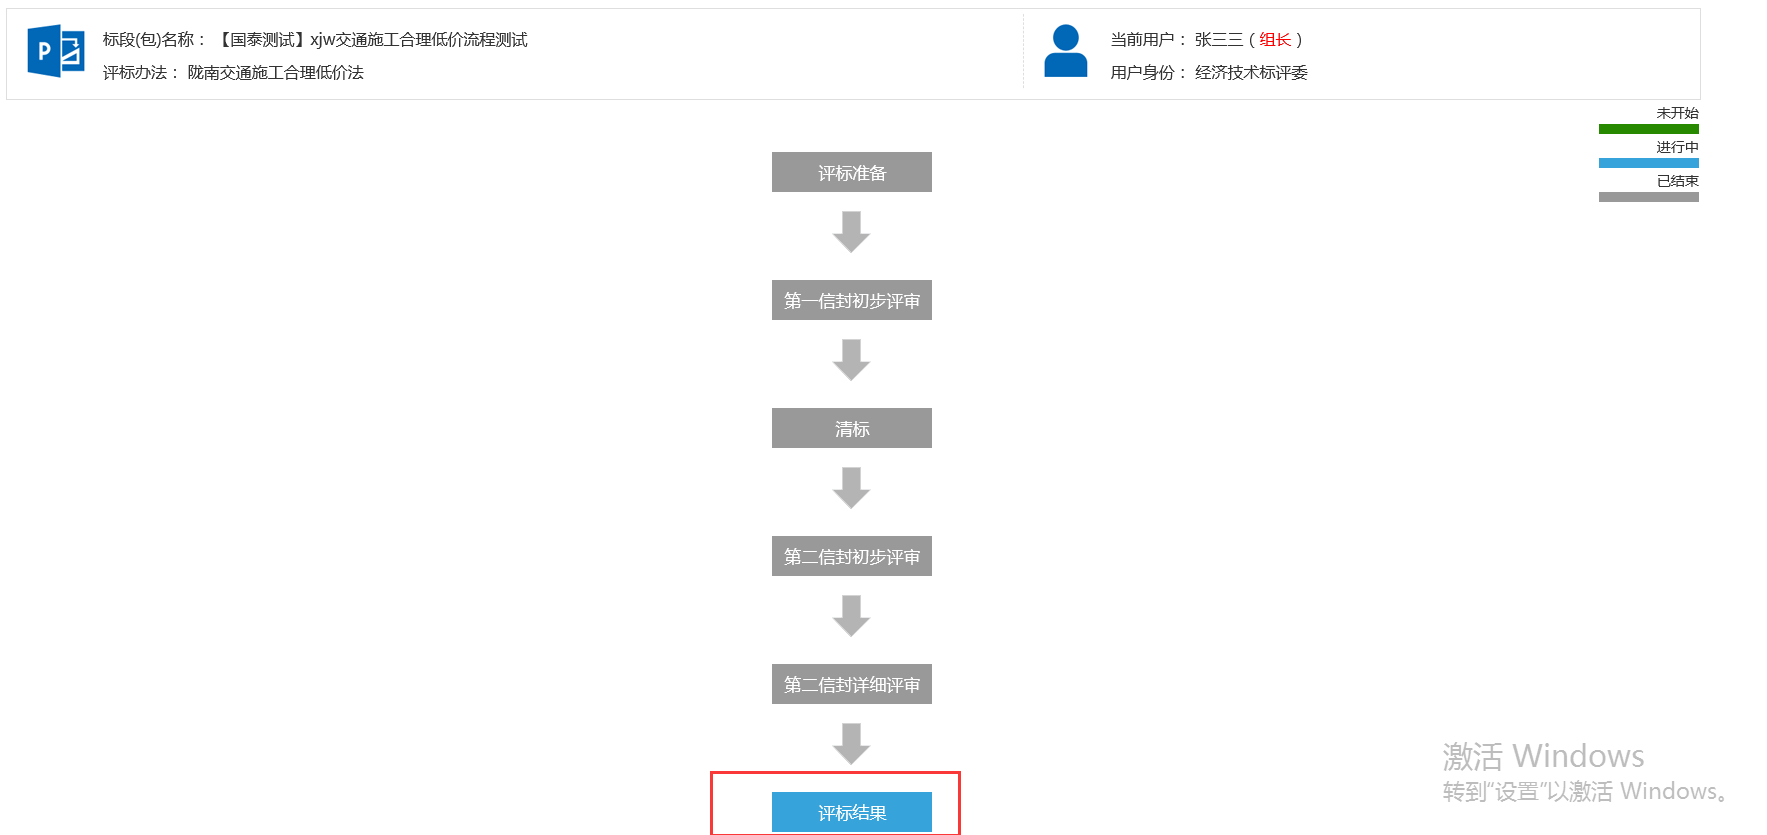 标段(包)名称： 【国泰测试】xjw交通施工合理低价流程测试
评标办法： 陇南交通施工合理低价法
当前用户： 张三三（组长）
用户身份： 经济技术标评委
未开始
进行中
已结束
评标准备
第一信封初步评审
清标
第二信封初步评审
第二信封详细评审
评标结果
激活 Windows
转到“设置”以激活 Windows。